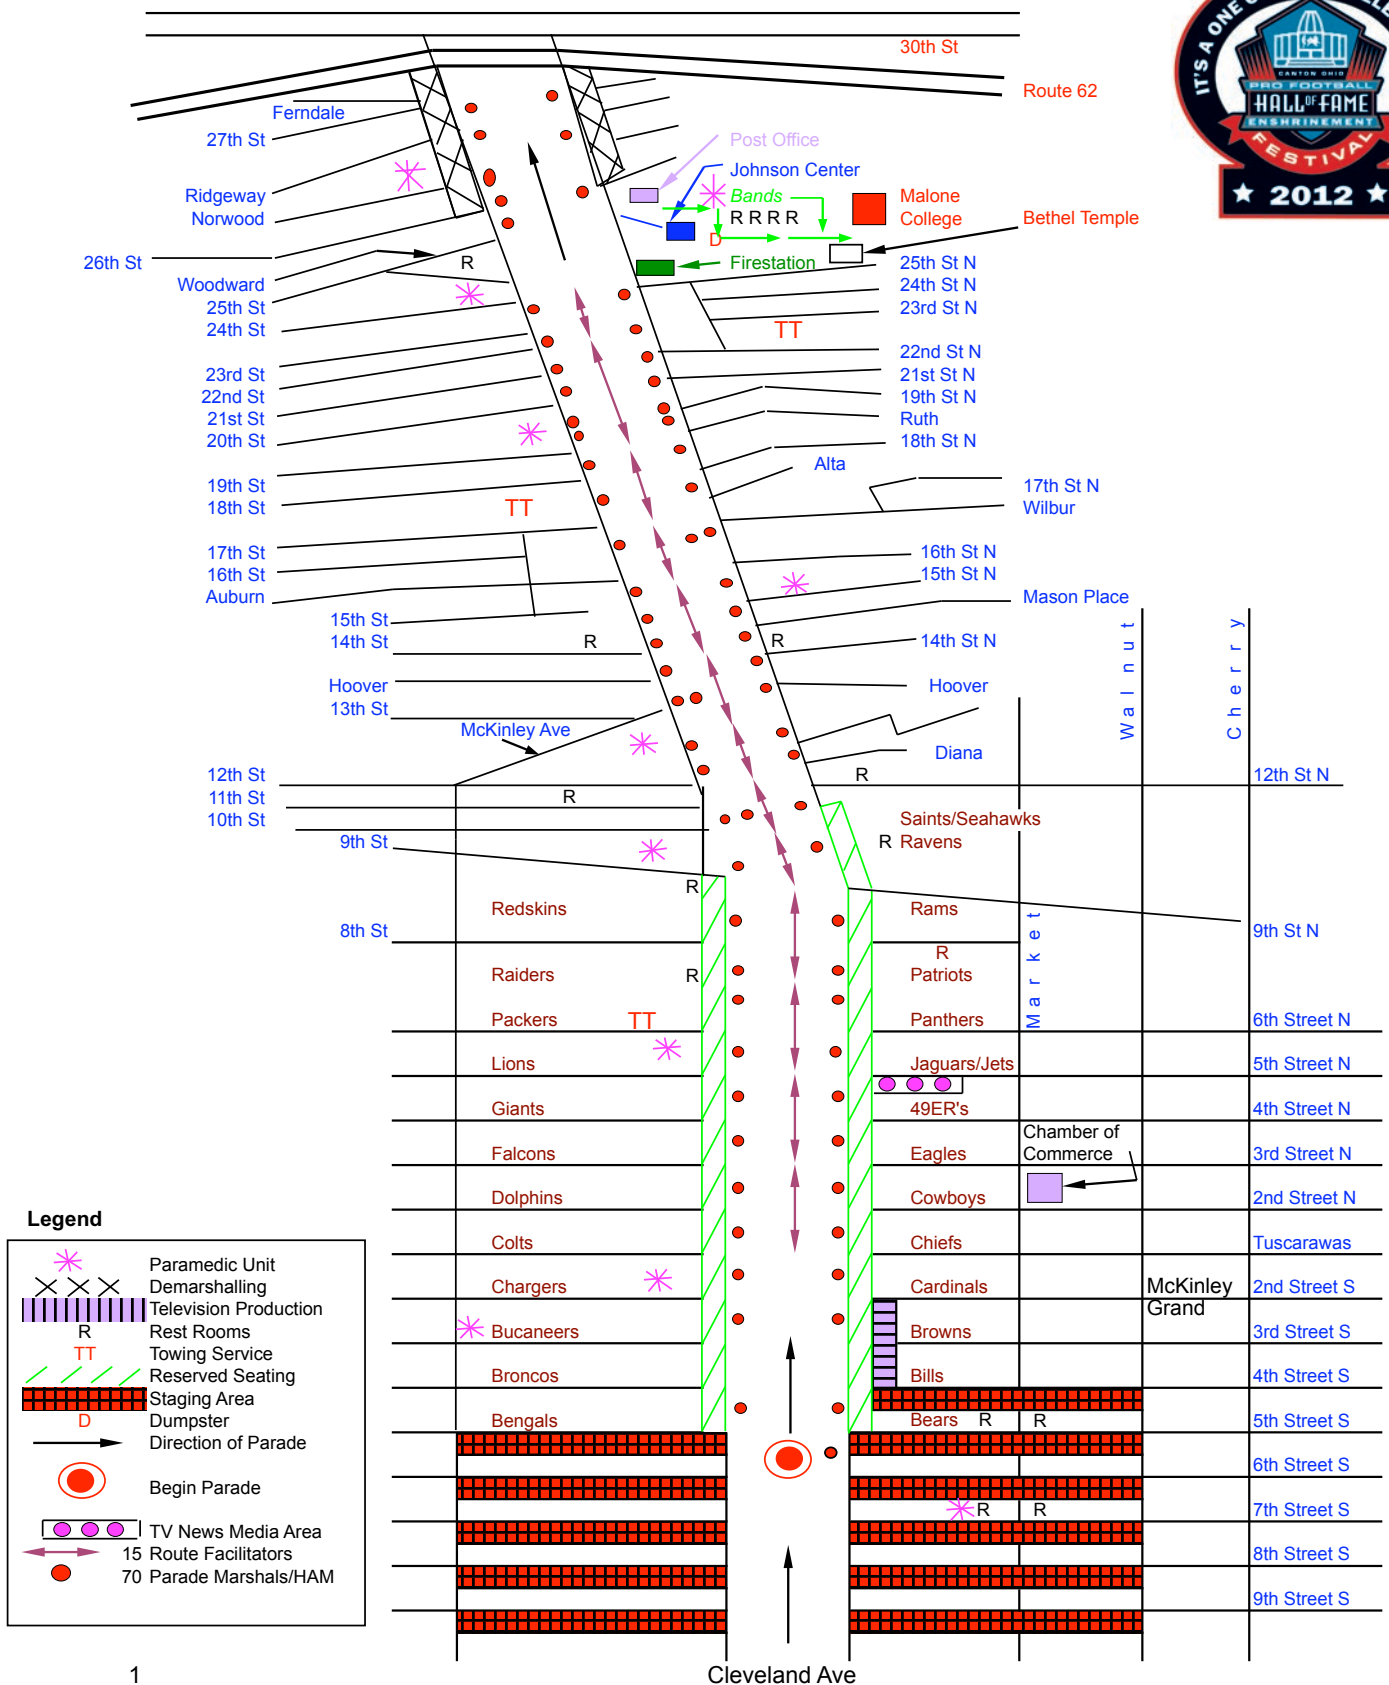 30th St
Route 62
IT'S A ONE
CANTON OHIO
PRO FOOTBALL
HALL OF FAME
ENSHRINEMENT
FESTIVAL
★ 2012 ★
Ferndale
27th St
Ridgeway
Norwood
26th St
Woodward
25th St
24th St
23rd St
22nd St
21st St
20th St
19th St
18th St
17th St
16th St
Auburn
15th St
14th St
Hoover
13th St
McKinley Ave
12th St
11th St
10th St
9th St
8th St
R
TT
R
R
R
R
TT
Post Office
Johnson Center
Bands
R R R R
D
Malone
College
Bethel Temple
Firestation
25th St N
24th St N
23rd St N
TT
22nd St N
21st St N
19th St N
Ruth
18th St N
Alta
17th St N
Wilbur
16th St N
15th St N
Mason Place
R
14th St N
Hoover
Diana
R
12th St N
Walnut
Cherry
Market
Saints/Seahawks
R Ravens
Redskins
Rams
9th St N
R
Raiders
Patriots
Packers
Panthers
6th Street N
Lions
Jaguars/Jets
5th Street N
Giants
49ER's
4th Street N
Chamber of
Commerce
Falcons
Eagles
3rd Street N
Dolphins
Cowboys
2nd Street N
Colts
Chiefs
Tuscarawas
Chargers
Cardinals
McKinley
Grand
2nd Street S
Bucaneers
Browns
3rd Street S
Broncos
Bills
4th Street S
Bengals
Bears R R
5th Street S
6th Street S
R R
7th Street S
8th Street S
9th Street S
Legend
Paramedic Unit
Demarshalling
Television Production
R Rest Rooms
TT Towing Service
Reserved Seating
Staging Area
D Dumpster
Direction of Parade
Begin Parade
TV News Media Area
15 Route Facilitators
70 Parade Marshals/HAM
1
Cleveland Ave